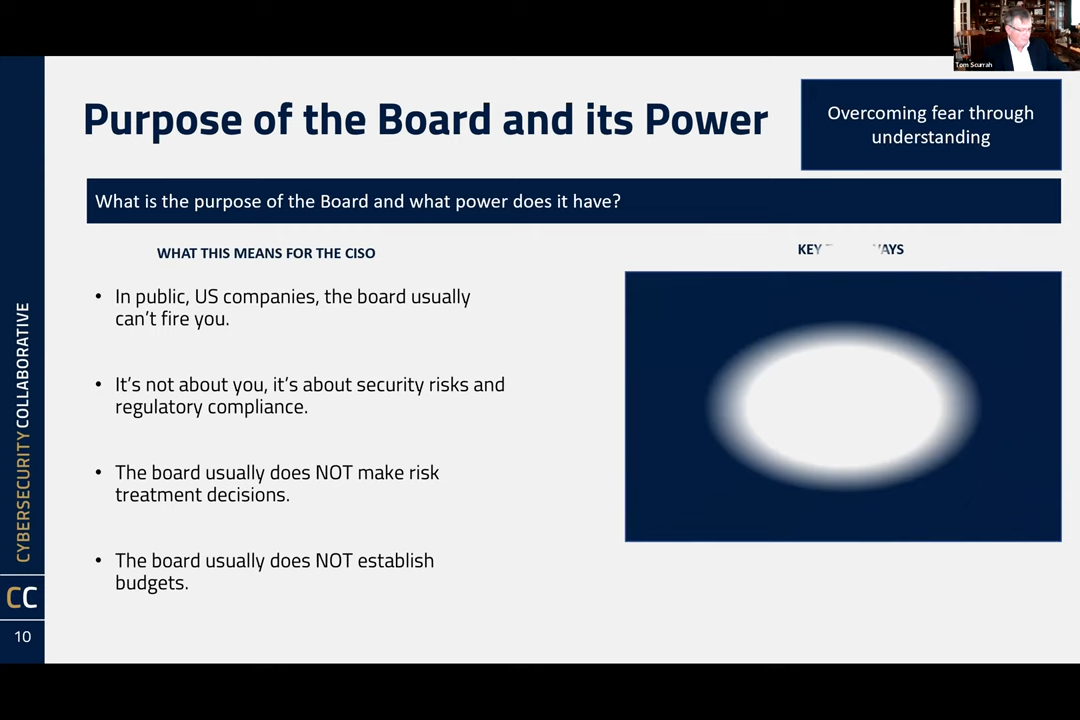 Tom Scurrah
Purpose of the Board and its Power
Overcoming fear through
understanding
What is the purpose of the Board and what power does it have?
WHAT THIS MEANS FOR THE CISO
KEY
• In public, US companies, the board usually
can’t fire you.
• It’s not about you, it’s about security risks and
regulatory compliance.
• The board usually does NOT make risk
treatment decisions.
• The board usually does NOT establish
budgets.
CYBERSECURITY COLLABORATIVE
CC
10